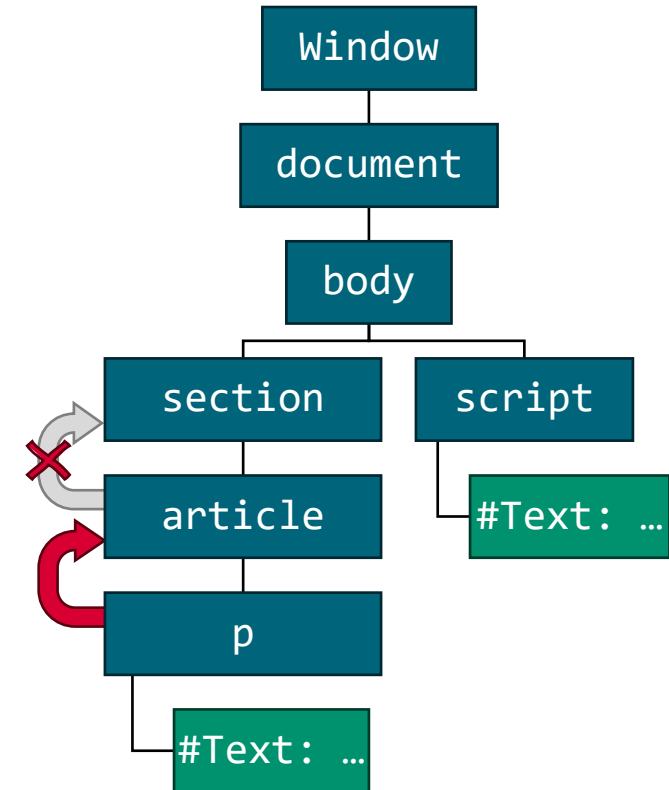 Window
document
body
section
script
article
#Text: …
p
#Text: …